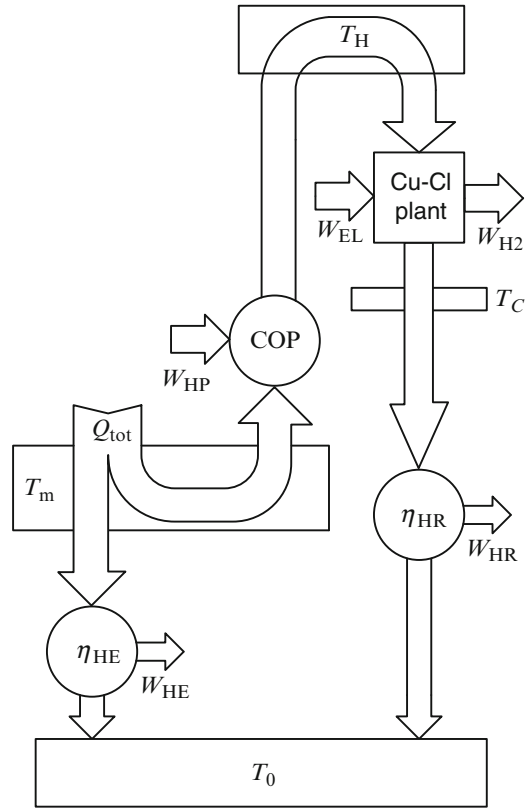 T_H
Cu-Cl
plant
W_EL
W_H2
T_C
COP
W_HP
Q_tot
T_m
η_HR
W_HR
η_HE
W_HE
T_0